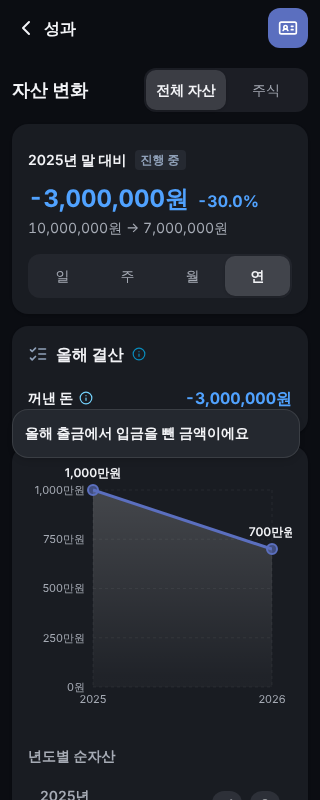 성과
자산 변화
전체 자산
주식
2025년 말 대비 진행 중
-3,000,000원 -30.0%
10,000,000원 → 7,000,000원
일 주 월 연
올해 결산
꺼낸 돈 -3,000,000원
올해 출금에서 입금을 뺀 금액이에요
1,000만원
1,000만원
700만원
750만원
500만원
250만원
0원
2025 2026
년도별 순자산
2025년